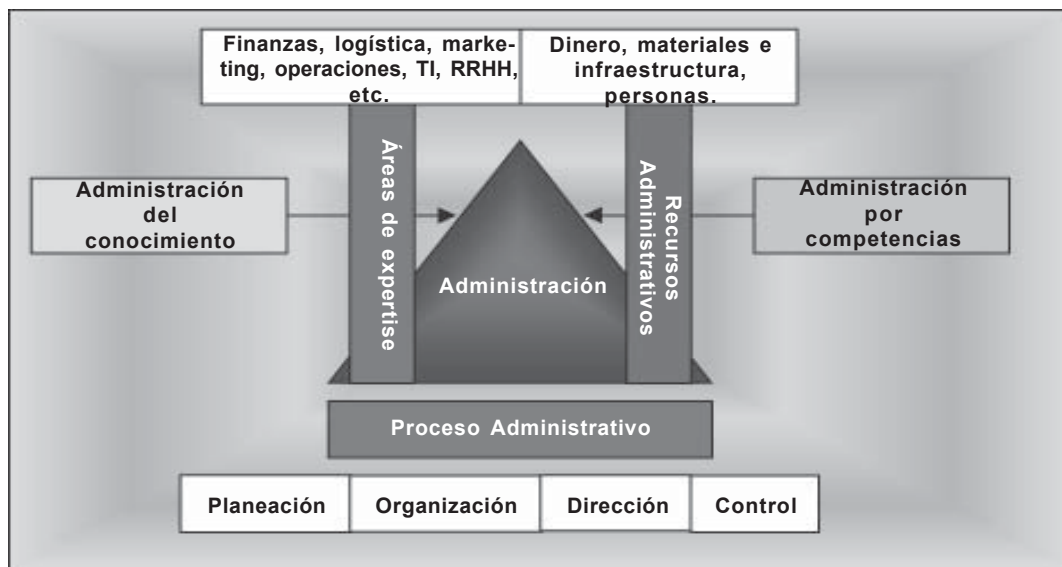 Finanzas, logística, marke-
ting, operaciones, TI, RRHH,
etc.
Dinero, materiales e
infraestructura,
personas.
Áreas de expertise
Recursos
Administrativos
Administración
del
conocimiento
Administración
por
competencias
Administración
Proceso Administrativo
Planeación
Organización
Dirección
Control